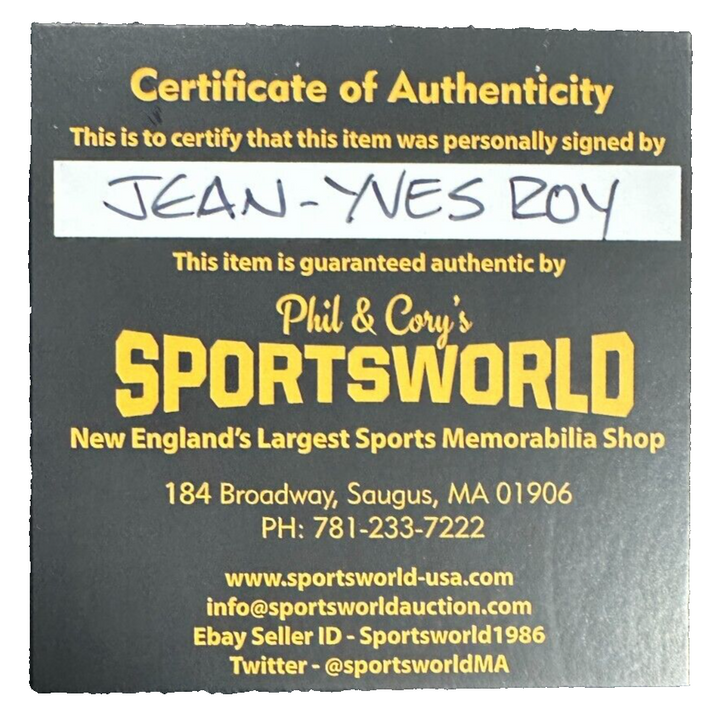 Certificate of Authenticity
This is to certify that this item was personally signed by
JEAN-YVES ROY
This item is guaranteed authentic by
Phil & Cory's
SPORTSWORLD
New England's Largest Sports Memorabilia Shop
184 Broadway, Saugus, MA 01906
PH: 781-233-7222
www.sportsworld-usa.com
info@sportsworldauction.com
Ebay Seller ID - Sportsworld1986
Twitter - @sportsworldMA